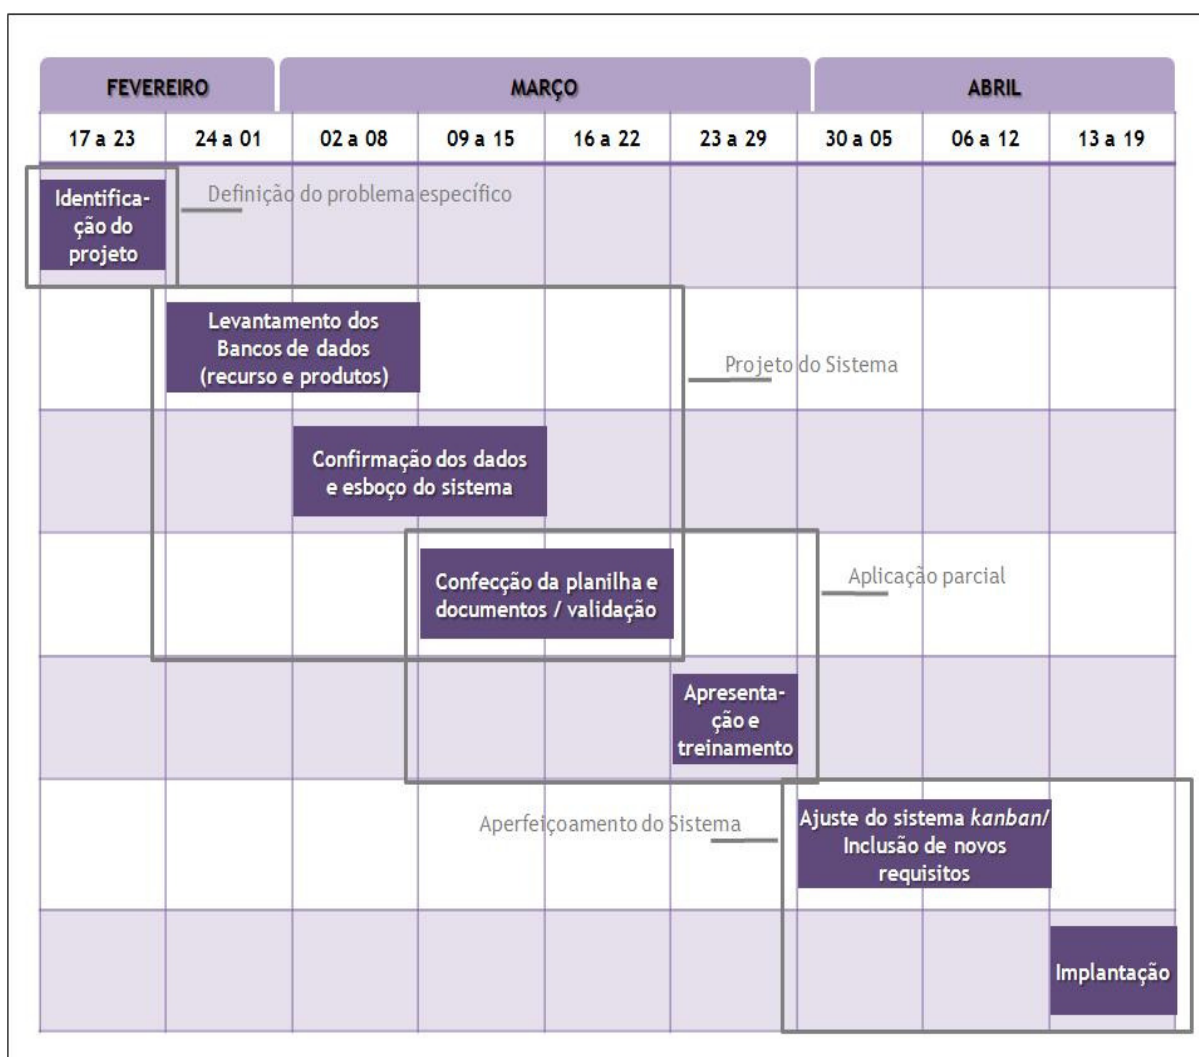 FEVEREIRO MARÇO ABRIL
17 a 23 24 a 01 02 a 08 09 a 15 16 a 22 23 a 29 30 a 05 06 a 12 13 a 19
Identifica-
ção do
projeto
Definição do problema específico
Levantamento dos
Bancos de dados
(recurso e produtos)
Projeto do Sistema
Confirmação dos dados
e esboço do sistema
Confecção da planilha e
documentos / validação
Aplicação parcial
Apresenta-
ção e
treinamento
Aperfeiçoamento do Sistema
Ajuste do sistema kanban/
Inclusão de novos
requisitos
Implantação